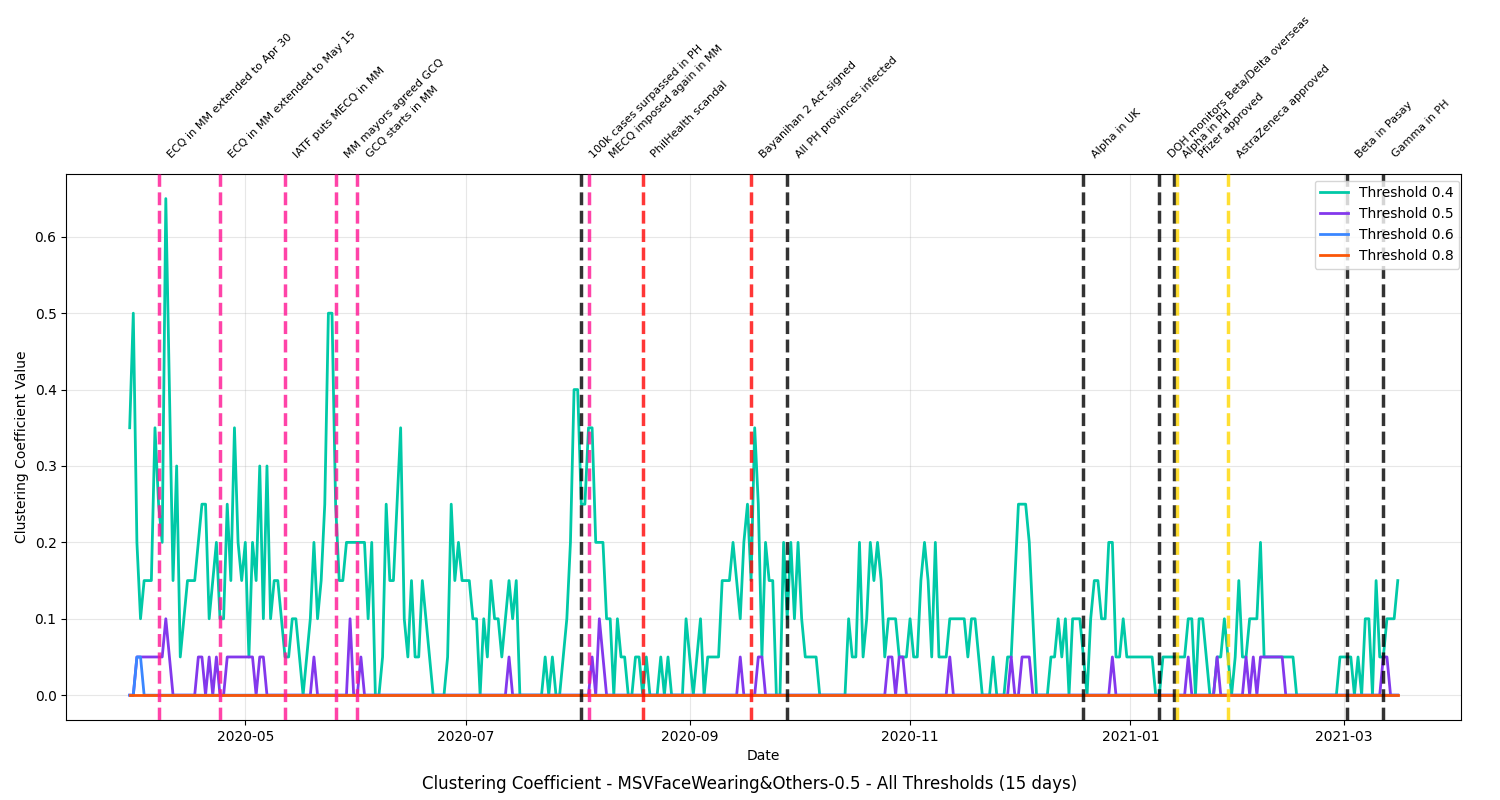 ECQ in MM extended to Apr 30
ECQ in MM extended to May 15
IATF puts MECQ in MM
MM mayors agreed GCQ
GCQ starts in MM
100k cases surpassed in PH
MECQ imposed again in MM
PhilHealth scandal
Bayanihan 2 Act signed
All PH provinces infected
Alpha in UK
DOH monitors Beta/Delta overseas
Alpha in PH
Pfizer approved
AstraZeneca approved
Beta in Pasay
Gamma in PH
Threshold 0.4
Threshold 0.5
Threshold 0.6
Threshold 0.8
Clustering Coefficient Value
0.6
0.5
0.4
0.3
0.2
0.1
0.0
2020-05
2020-07
2020-09
2020-11
2021-01
2021-03
Date
Clustering Coefficient - MSVFaceWearing&Others-0.5 - All Thresholds (15 days)